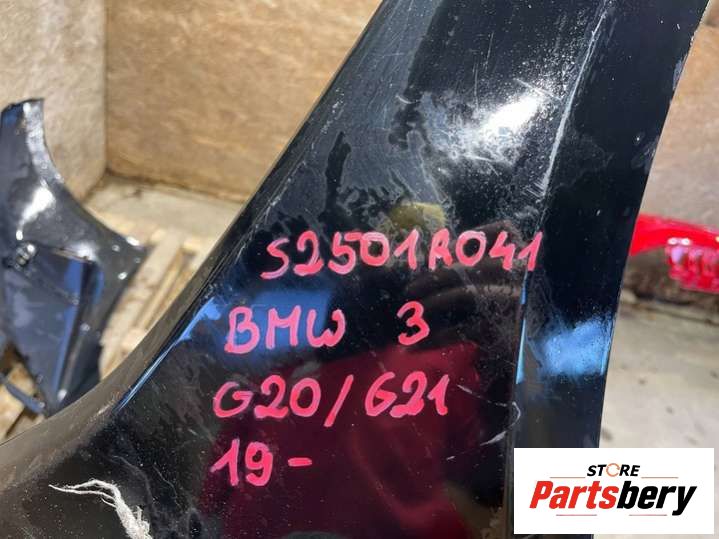 S2501R041
BMW 3
G20/G21
19-
STORE
Partsbery